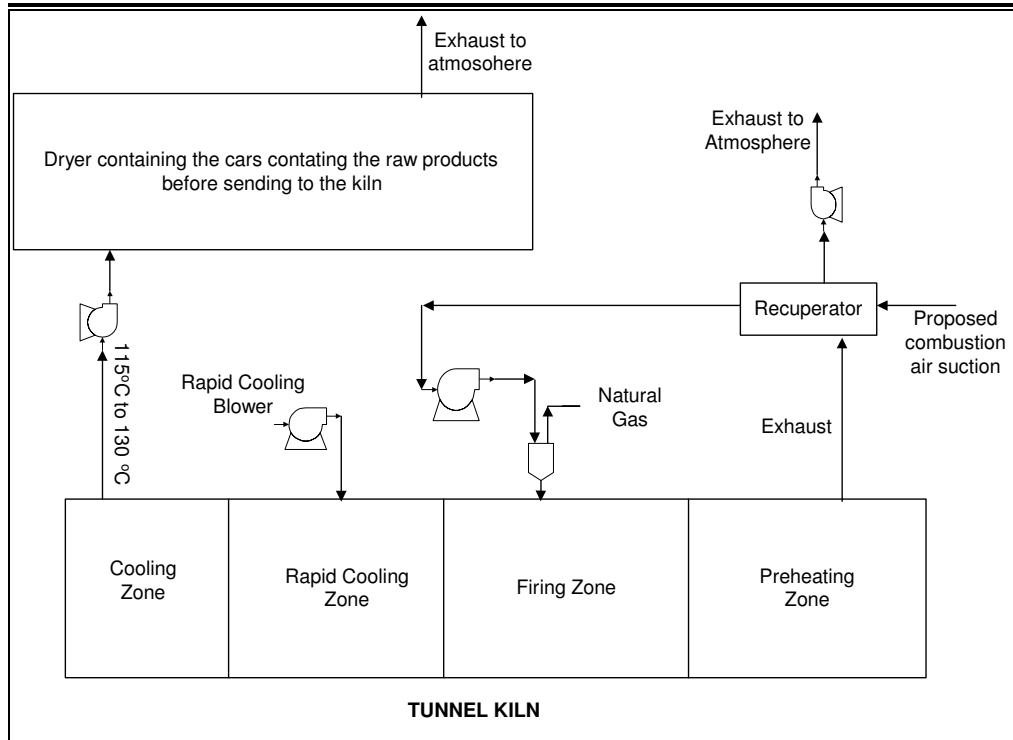 Exhaust to
atmosohere
Dryer containing the cars contating the raw products
before sending to the kiln
Exhaust to
Atmosphere
Recuperator
Proposed
combustion
air suction
115°C to 130 ºC
Rapid Cooling
Blower
Natural
Gas
Exhaust
Cooling
Zone
Rapid Cooling
Zone
Firing Zone
Preheating
Zone
TUNNEL KILN